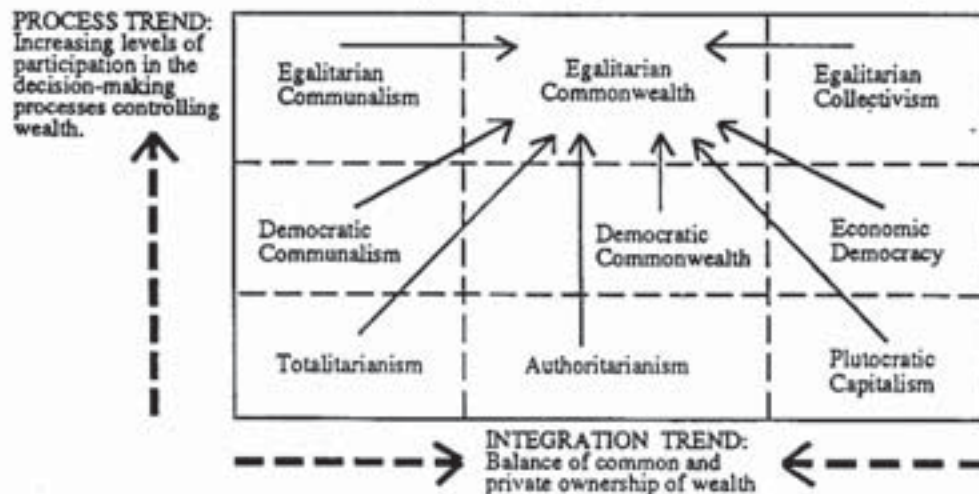 PROCESS TREND:
Increasing levels of
participation in the
decision-making
processes controlling
wealth.
Egalitarian
Communalism
Egalitarian
Commonwealth
Egalitarian
Collectivism
Democratic
Communalism
Democratic
Commonwealth
Economic
Democracy
Totalitarianism
Authoritarianism
Plutocratic
Capitalism
INTEGRATION TREND:
Balance of common and
private ownership of wealth